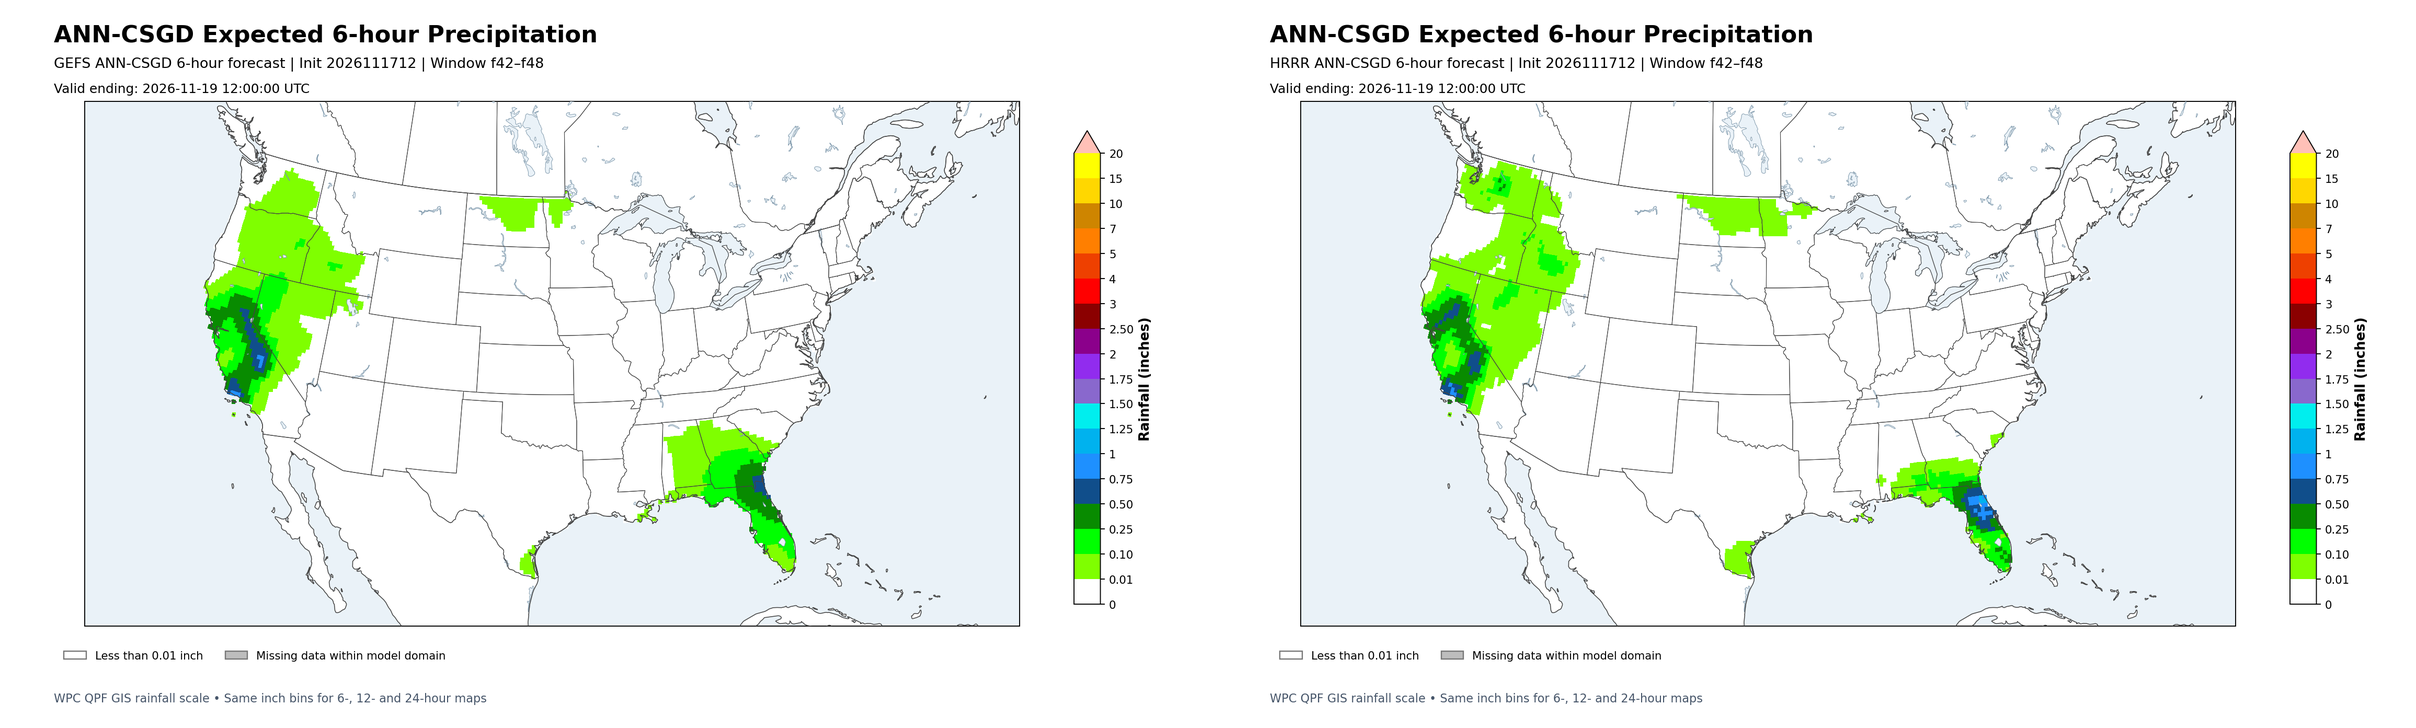 ANN-CSGD Expected 6-hour Precipitation
GEFS ANN-CSGD 6-hour forecast | Init 2026111712 | Window f42–f48
Valid ending: 2026-11-19 12:00:00 UTC
20
15
10
7
5
4
3
2.50
2
1.75
1.50
1.25
1
0.75
0.50
0.25
0.10
0.01
0
Rainfall (inches)
Less than 0.01 inch
Missing data within model domain
WPC QPF GIS rainfall scale • Same inch bins for 6-, 12- and 24-hour maps
ANN-CSGD Expected 6-hour Precipitation
HRRR ANN-CSGD 6-hour forecast | Init 2026111712 | Window f42–f48
Valid ending: 2026-11-19 12:00:00 UTC
20
15
10
7
5
4
3
2.50
2
1.75
1.50
1.25
1
0.75
0.50
0.25
0.10
0.01
0
Rainfall (inches)
Less than 0.01 inch
Missing data within model domain
WPC QPF GIS rainfall scale • Same inch bins for 6-, 12- and 24-hour maps